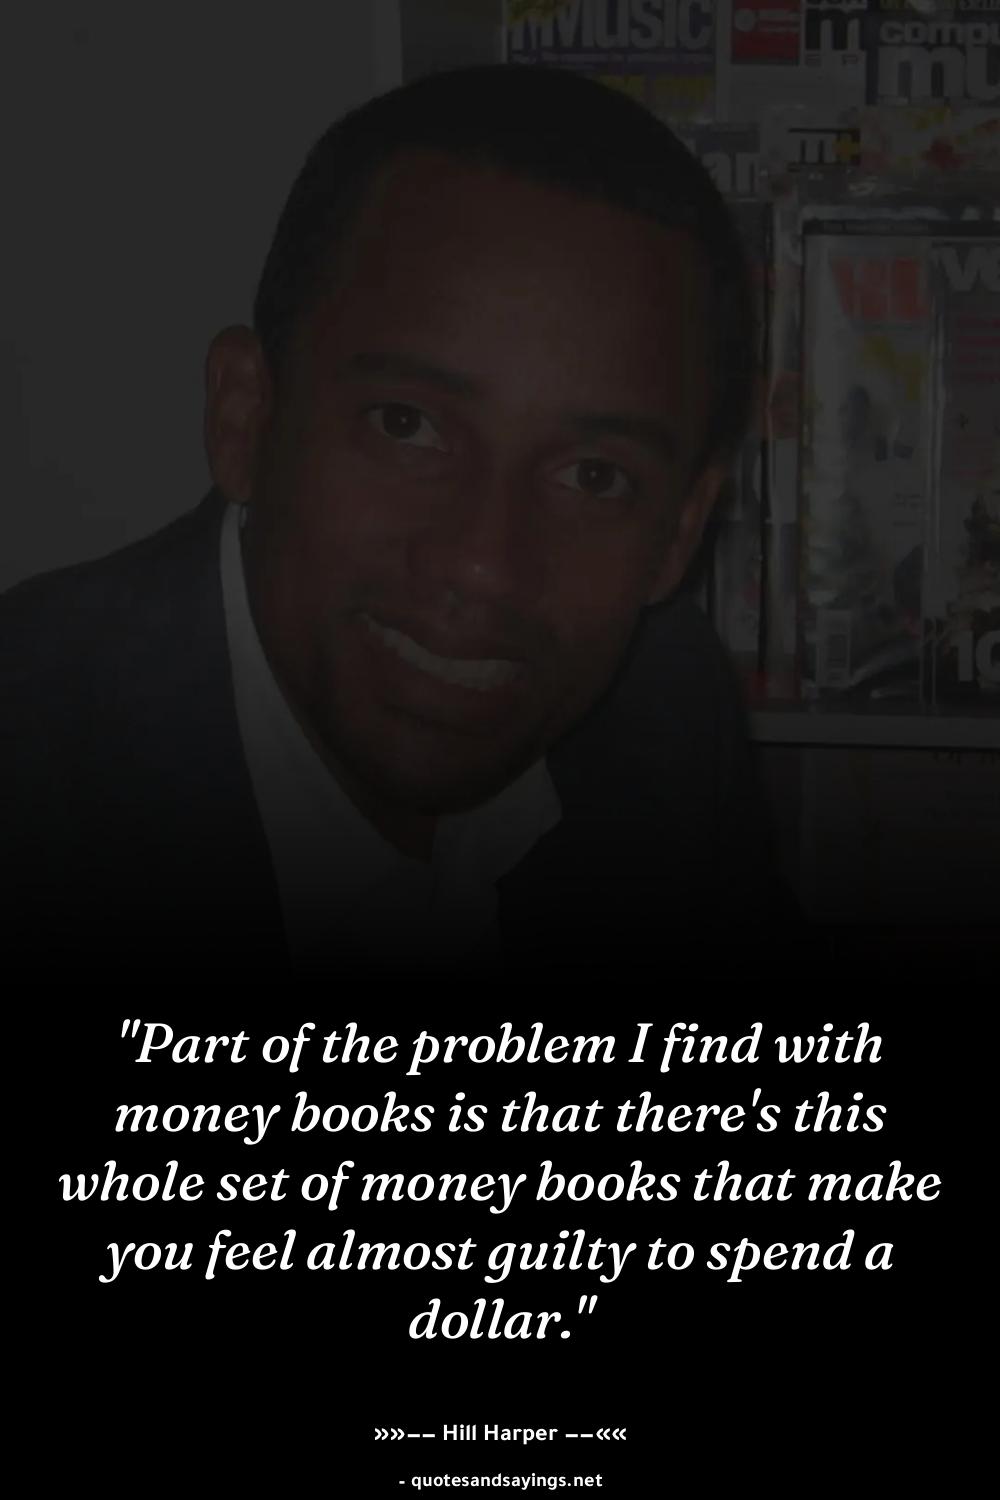 Music
"Part of the problem I find with
money books is that there's this
whole set of money books that make
you feel almost guilty to spend a
dollar."
»»–– Hill Harper ––««
- quotesandsayings.net